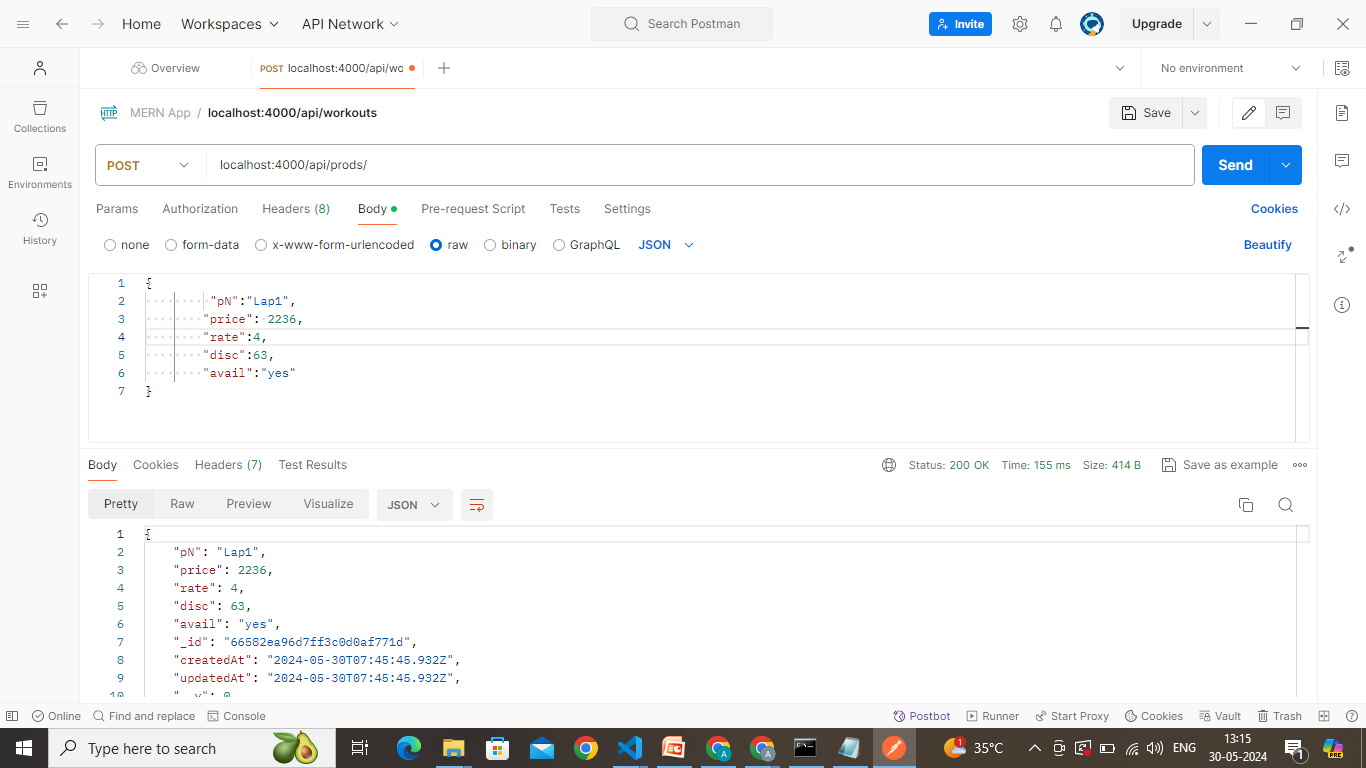 Home Workspaces API Network Search Postman Invite Upgrade
Overview POST localhost:4000/api/wo No environment
HTTP MERN App / localhost:4000/api/workouts Save
POST localhost:4000/api/prods/ Send
Params Authorization Headers (8) Body Pre-request Script Tests Settings Cookies
none form-data x-www-form-urlencoded raw binary GraphQL JSON Beautify
Collections
Environments
History
1 {
2 "pN":"Lap1",
3 "price": 2236,
4 "rate":4,
5 "disc":63,
6 "avail":"yes"
7 }
Body Cookies Headers (7) Test Results Status: 200 OK Time: 155 ms Size: 414 B Save as example
Pretty Raw Preview Visualize JSON
1 {
2 "pN": "Lap1",
3 "price": 2236,
4 "rate": 4,
5 "disc": 63,
6 "avail": "yes",
7 "_id": "66582ea96d7ff3c0d0af771d",
8 "createdAt": "2024-05-30T07:45:45.932Z",
9 "updatedAt": "2024-05-30T07:45:45.932Z",
10 "__v": 0
Online Find and replace Console Postbot Runner Start Proxy Cookies Vault Trash
Type here to search 1 35°C ENG 13:15 1 PRE
30-05-2024